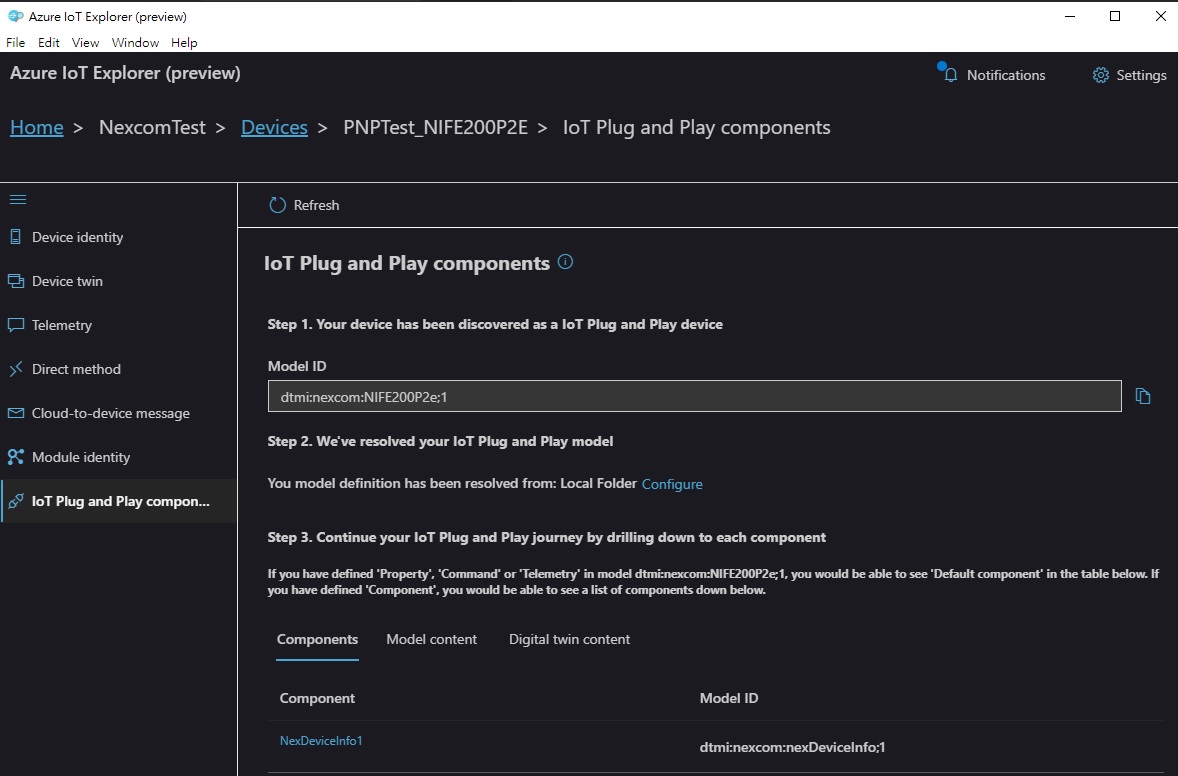 Azure IoT Explorer (preview)
File Edit View Window Help
Azure IoT Explorer (preview)
Notifications
Settings
Home > NexcomTest > Devices > PNPTest_NIFE200P2E > IoT Plug and Play components
Device identity
Device twin
Telemetry
Direct method
Cloud-to-device message
Module identity
IoT Plug and Play compon...
Refresh
IoT Plug and Play components
Step 1. Your device has been discovered as a IoT Plug and Play device
Model ID
dtmi:nexcom:NIFE200P2e;1
Step 2. We've resolved your IoT Plug and Play model
You model definition has been resolved from: Local Folder Configure
Step 3. Continue your IoT Plug and Play journey by drilling down to each component
If you have defined 'Property', 'Command' or 'Telemetry' in model dtmi:nexcom:NIFE200P2e;1, you would be able to see 'Default component' in the table below. If
you have defined 'Component', you would be able to see a list of components down below.
Components Model content Digital twin content
Component Model ID
NexDeviceInfo1 dtmi:nexcom:nexDeviceInfo;1